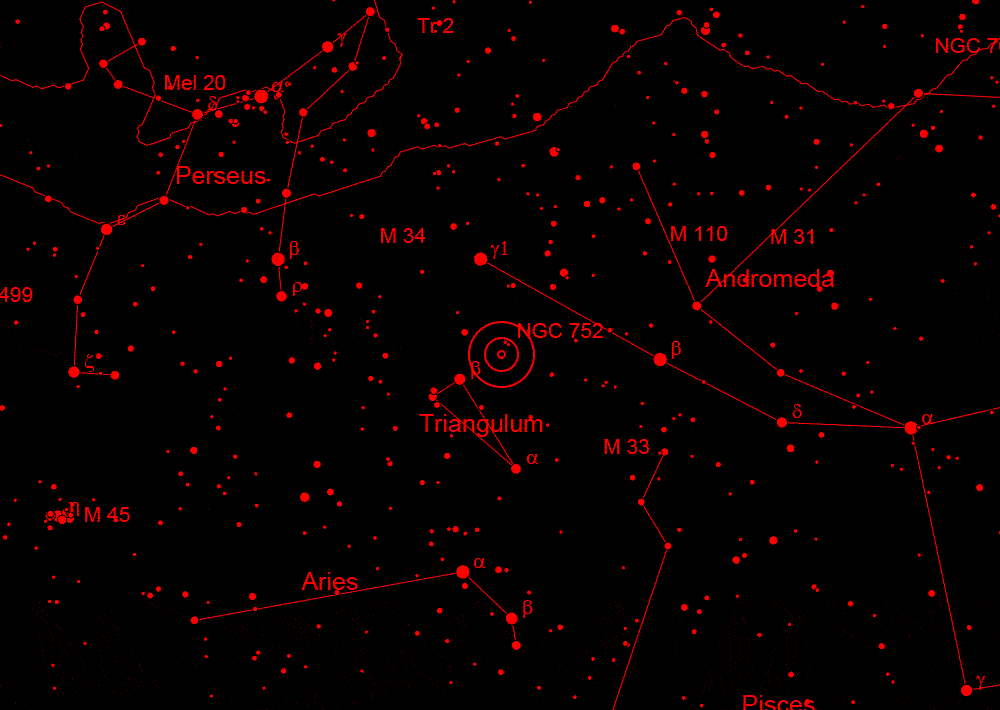 Tr 2
γ
NGC 7
Mel 20
α
δ
Perseus
ε
M 34
γ1
M 110
M 31
β
Andromeda
ρ
499
NGC 752
β
ζ
β
δ
α
Triangulum
M 33
α
η
M 45
α
Aries
β
γ
Pisces